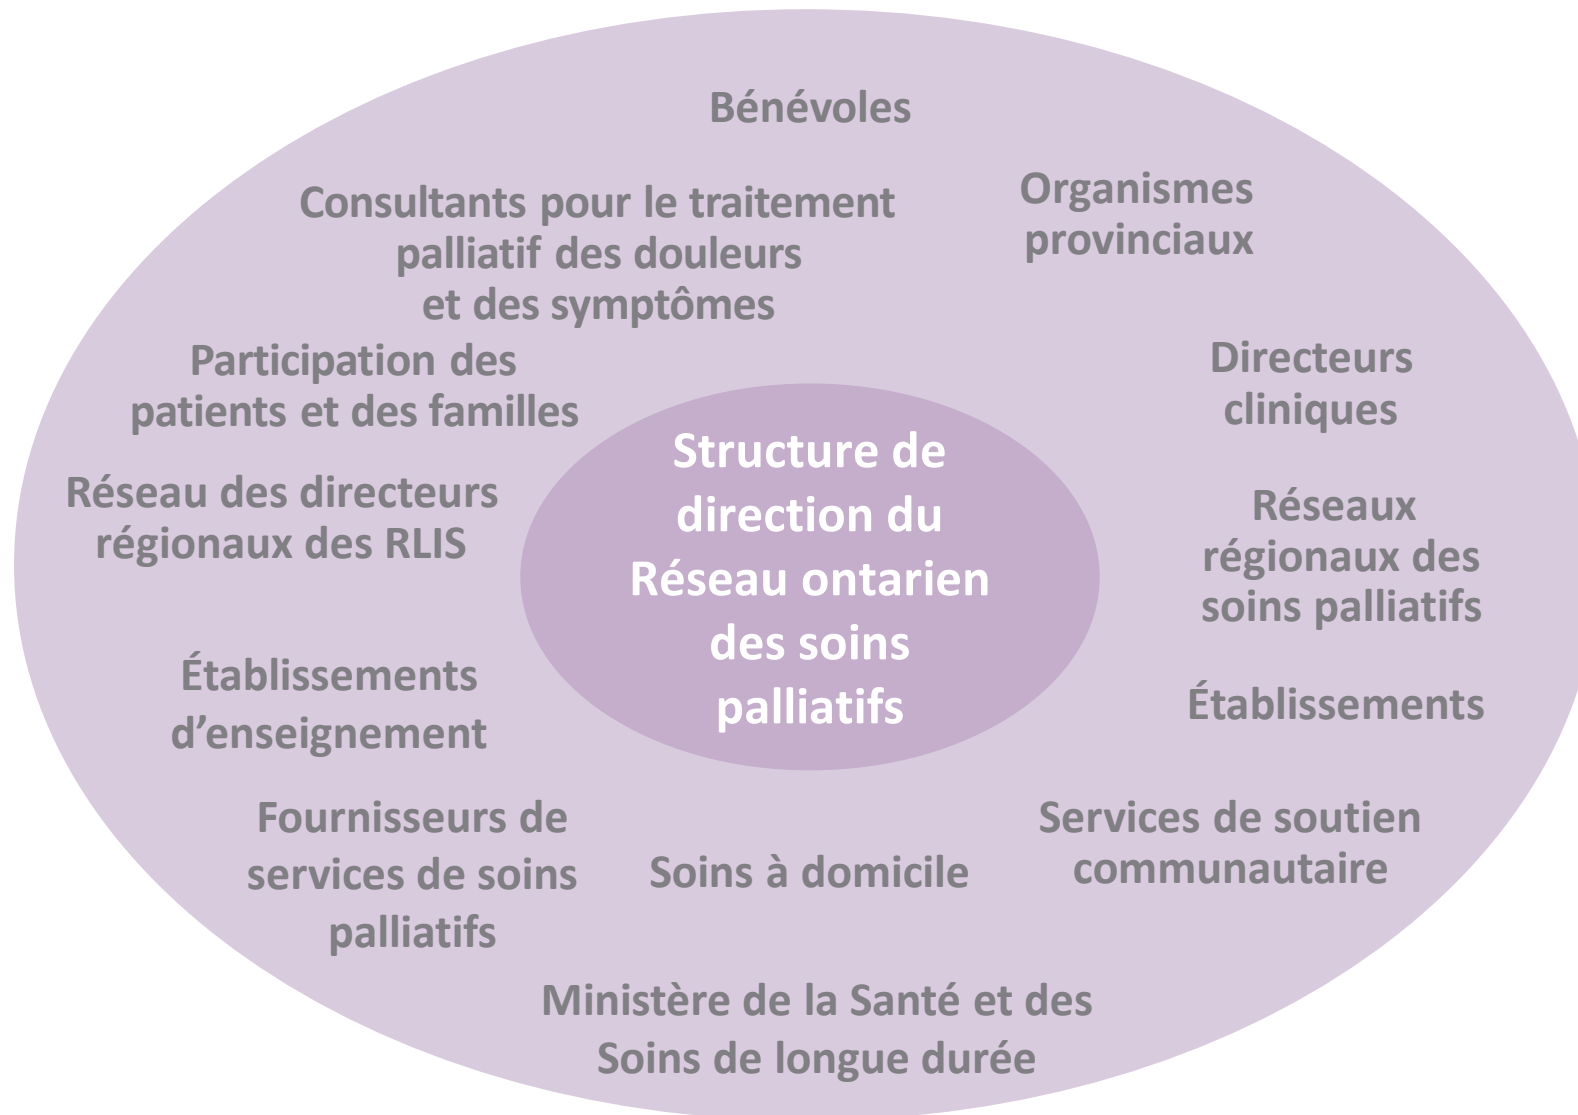 Bénévoles
Consultants pour le traitement
palliatif des douleurs
et des symptômes
Organismes
provinciaux
Participation des
patients et des familles
Directeurs
cliniques
Réseau des directeurs
régionaux des RLIS
Structure de
direction du
Réseau ontarien
des soins
palliatifs
Réseaux
régionaux des
soins palliatifs
Établissements
d’enseignement
Établissements
Fournisseurs de
services de soins
palliatifs
Soins à domicile
Services de soutien
communautaire
Ministère de la Santé et des
Soins de longue durée